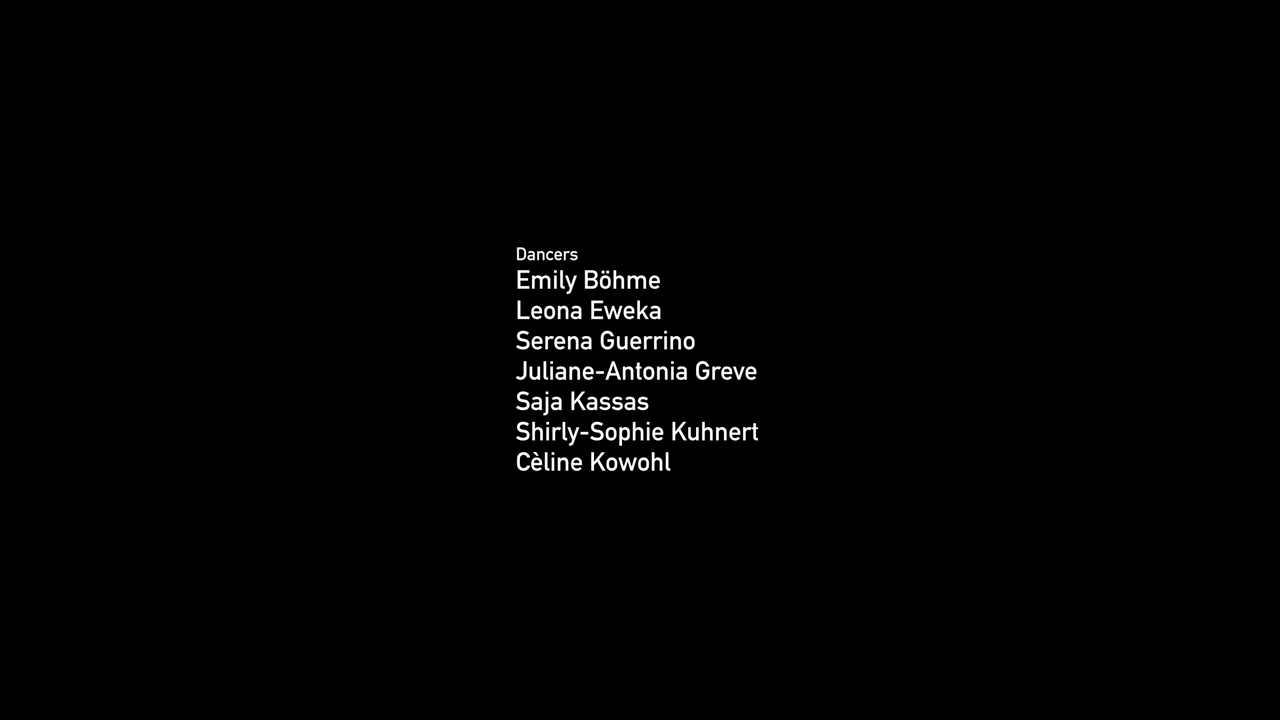 Dancers
Emily Böhme
Leona Eweka
Serena Guerrino
Juliane-Antonia Greve
Saja Kassas
Shirly-Sophie Kuhnert
Cèline Kowohl